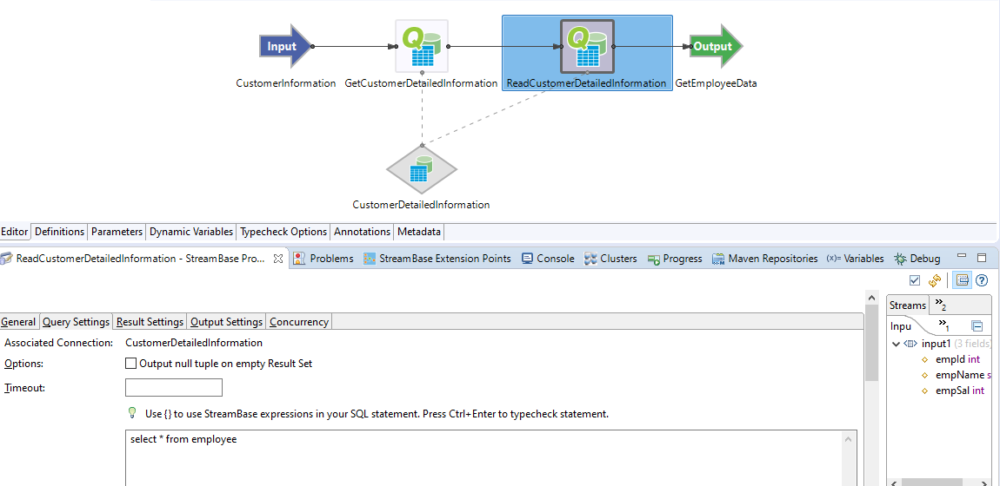 Input
Output
CustomerInformation
GetCustomerDetailedInformation
ReadCustomerDetailedInformation
GetEmployeeData
CustomerDetailedInformation
Editor Definitions Parameters Dynamic Variables Typecheck Options Annotations Metadata
ReadCustomerDetailedInformation - StreamBase Pro... Problems StreamBase Extension Points Console Clusters Progress Maven Repositories (x)= Variables Debug
General Query Settings Result Settings Output Settings Concurrency
Associated Connection: CustomerDetailedInformation
Options: Output null tuple on empty Result Set
Timeout:
Use {} to use StreamBase expressions in your SQL statement. Press Ctrl+Enter to typecheck statement.
select * from employee
Streams »2
Inpu »1
input1 (3 fields)
empId int
empName s
empSal int